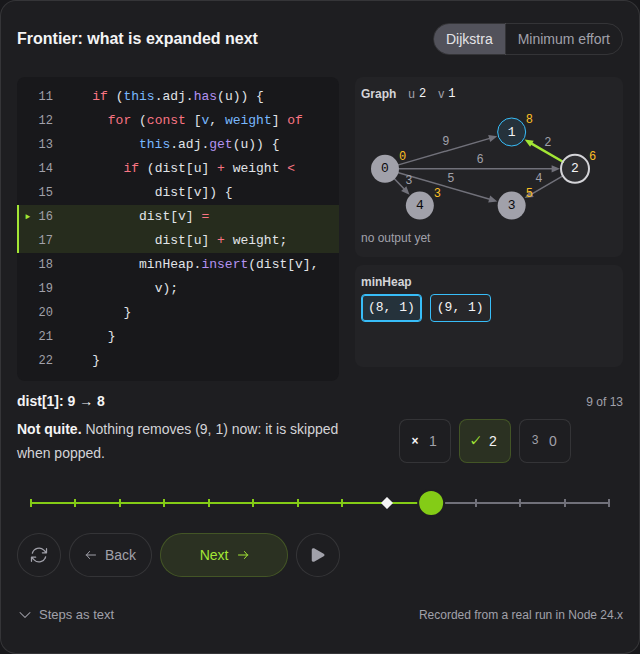 Frontier: what is expanded next
Dijkstra Minimum effort
11 if (this.adj.has(u)) {
12 for (const [v, weight] of
13 this.adj.get(u)) {
14 if (dist[u] + weight <
15 dist[v]) {
▸ 16 dist[v] =
17 dist[u] + weight;
18 minHeap.insert(dist[v],
19 v);
20 }
21 }
22 }
Graph u 2 v 1
8
1
9
2
0
0
6
6
2
3
5
4
4
3
3
5
no output yet
minHeap
(8, 1) (9, 1)
dist[1]: 9 → 8
9 of 13
Not quite. Nothing removes (9, 1) now: it is skipped
when popped.
× 1
✓ 2
3 0
← Back
Next →
Steps as text
Recorded from a real run in Node 24.x